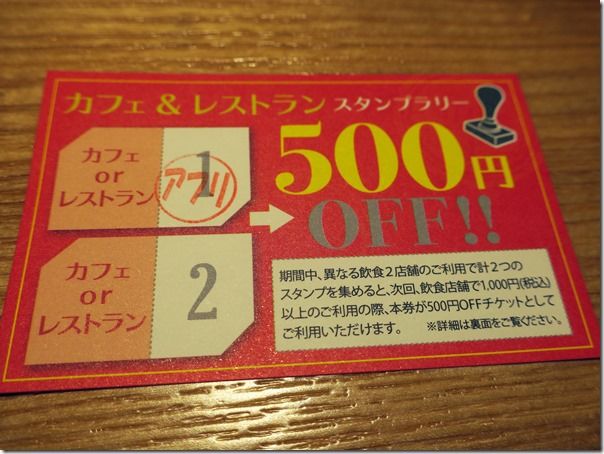 カフェ & レストラン スタンプラリー
カフェ
or
レストラン
1
アフリ
500円
OFF!!
カフェ
or
レストラン
2
期間中、異なる飲食2店舗のご利用で計2つの
スタンプを集めると、次回、飲食店舗で1,000円(税込)
以上のご利用の際、本券が500円OFFチケットとして
ご利用いただけます。 ※詳細は裏面をご覧ください。